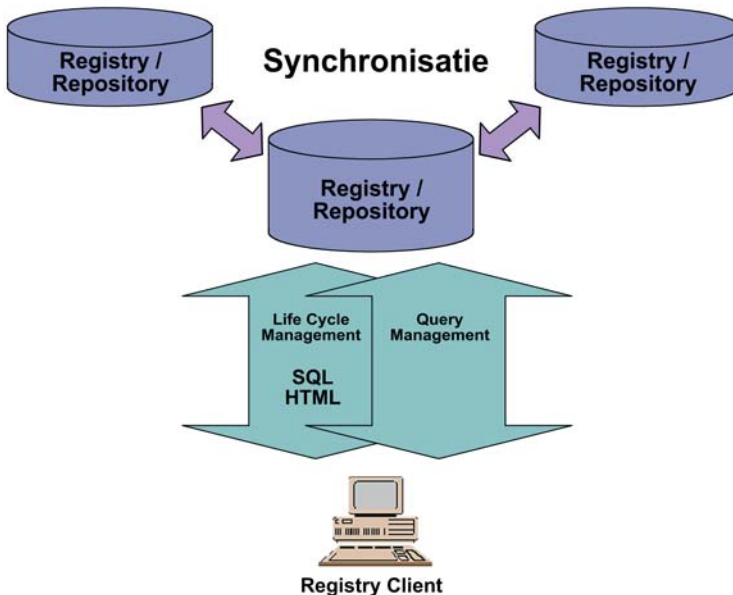 Registry /
Repository
Synchronisatie
Registry /
Repository
Registry /
Repository
Life Cycle
Management
SQL
HTML
Query
Management
Registry Client